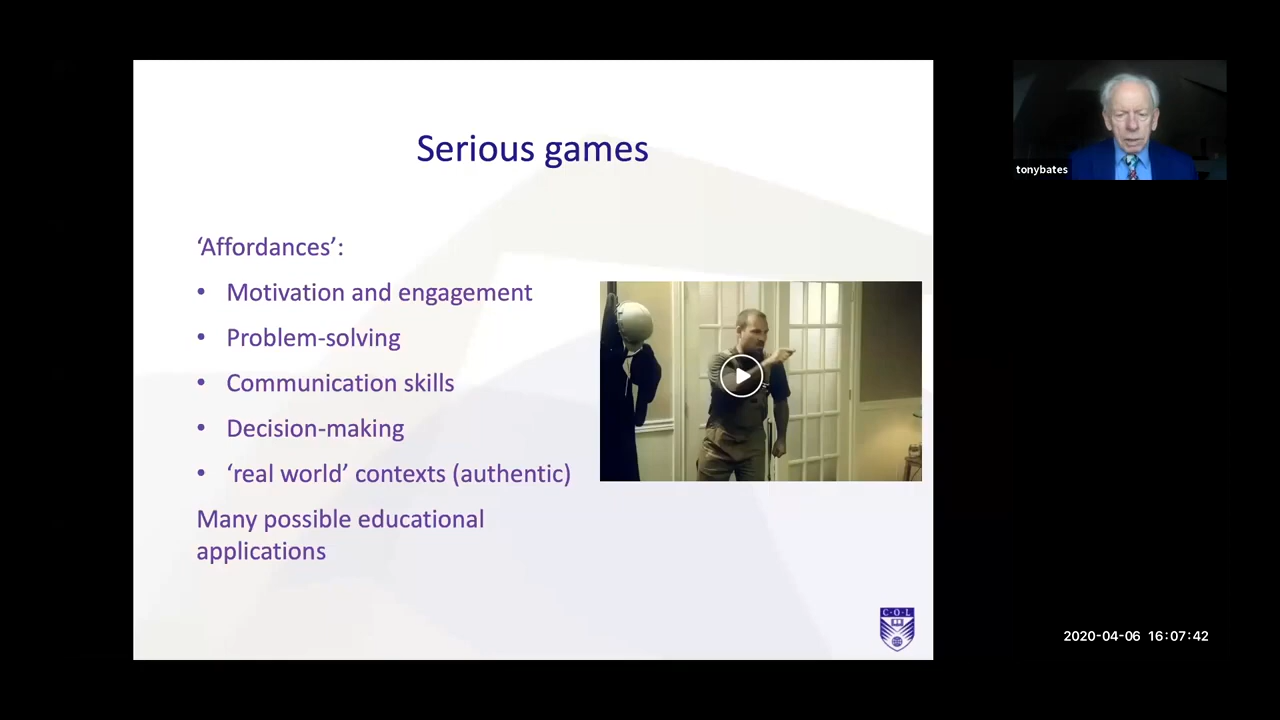 Serious games
‘Affordances’:
• Motivation and engagement
• Problem-solving
• Communication skills
• Decision-making
• ‘real world’ contexts (authentic)
Many possible educational
applications
C·O·L
tonybates
2020-04-06 16:07:42